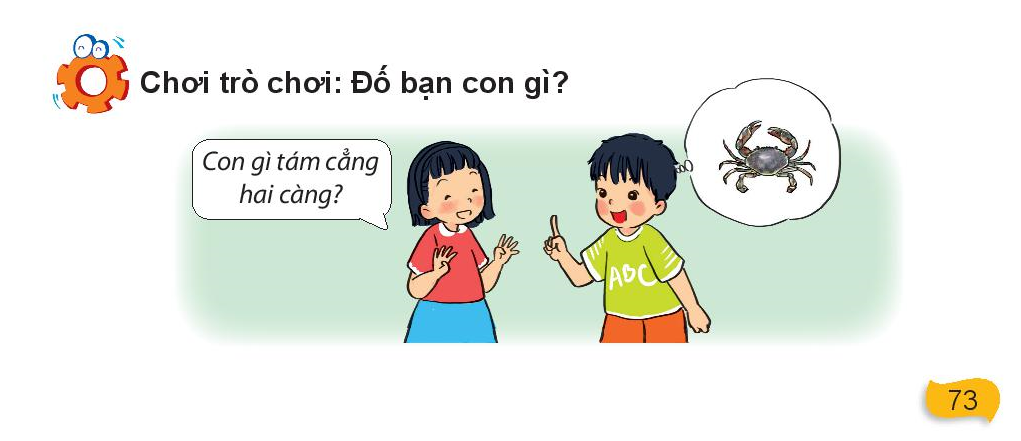 Chơi trò chơi: Đố bạn con gì?
Con gì tám cẳng
hai càng?
ABC
73